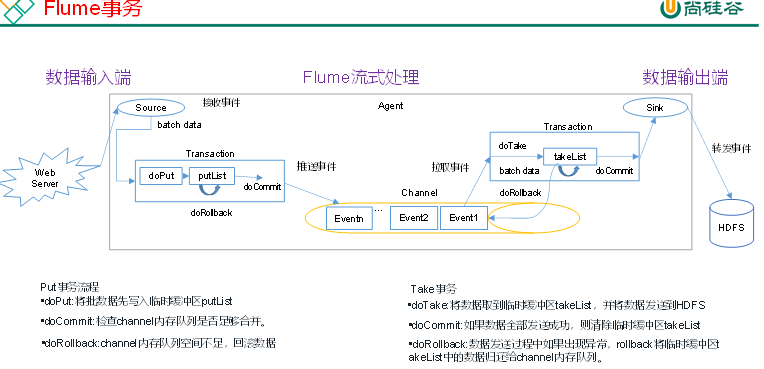 Flume事务
尚硅谷
数据输入端
Flume流式处理
数据输出端
Source
接收事件
Agent
Sink
batch data
Transaction
Transaction
转发事件
Web
Server
doPut
putList
doCommit
推送事件
拉取事件
doTake
takeList
batch data
doCommit
doRollback
doRollback
Channel
Eventn
...
Event2
Event1
HDFS
Put事务流程
•doPut:将批数据先写入临时缓冲区putList
•doCommit:检查channel内存队列是否足够合并。
•doRollback:channel内存队列空间不足，回滚数据
Take事务
•doTake:将数据取到临时缓冲区takeList，并将数据发送到HDFS
•doCommit:如果数据全部发送成功，则清除临时缓冲区takeList
•doRollback:数据发送过程中如果出现异常，rollback将临时缓冲区t
akeList中的数据归还给channel内存队列。